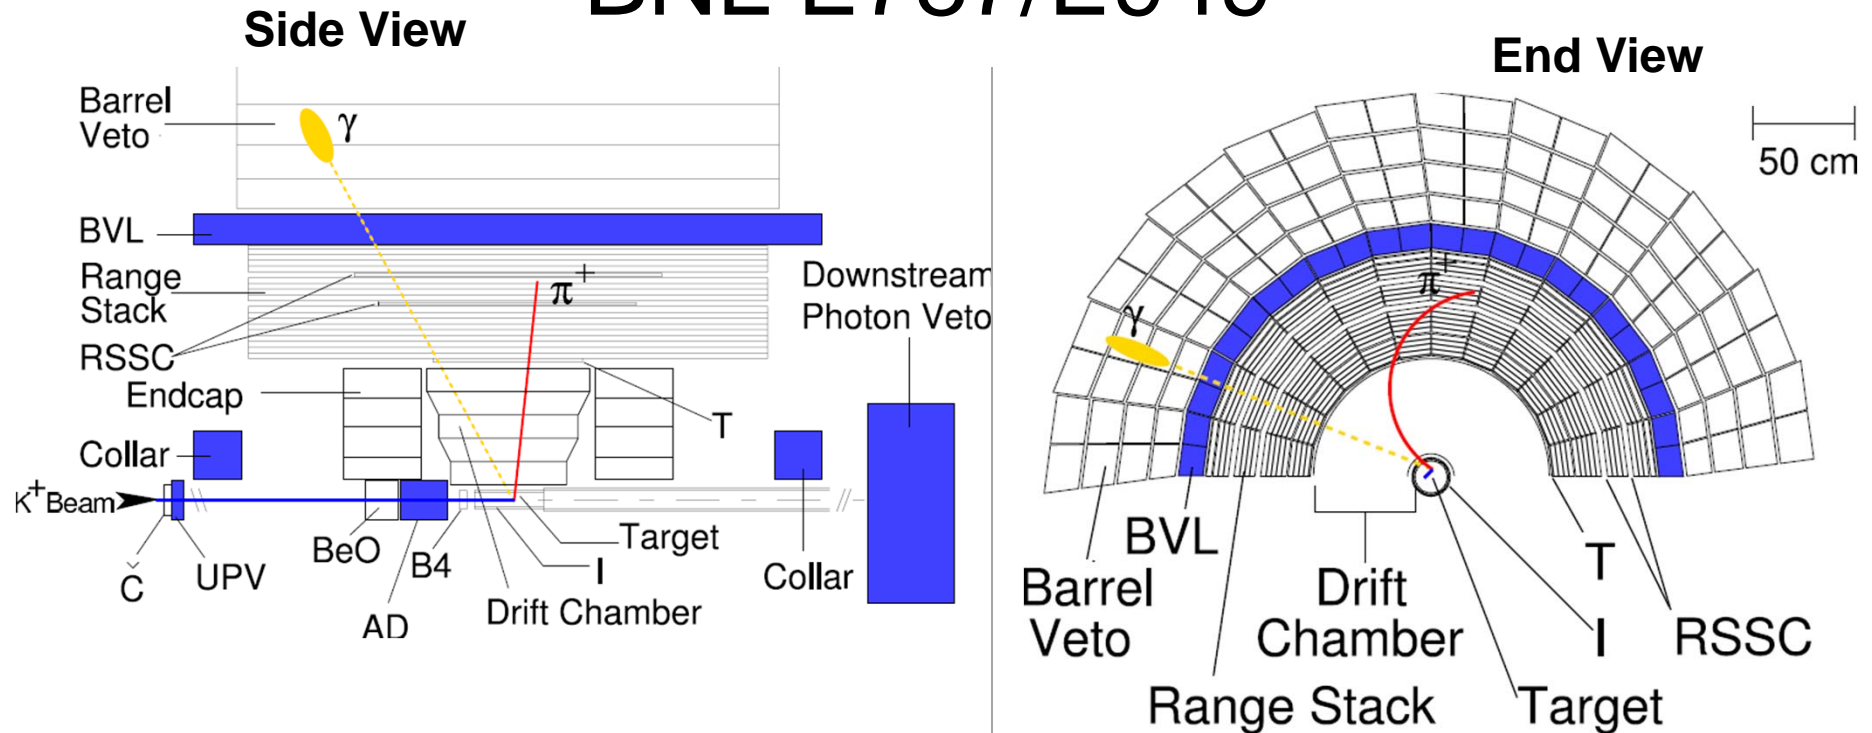 Side View
Barrel
Veto
γ
BVL
Range
Stack
RSSC
π+
Downstream
Photon Veto
Endcap
T
Collar
K+ Beam
Č
UPV
BeO
AD
B4
Target
I
Drift Chamber
Collar
End View
50 cm
π+
γ
BVL
Barrel
Veto
Drift
Chamber
T
I
RSSC
Range Stack
Target